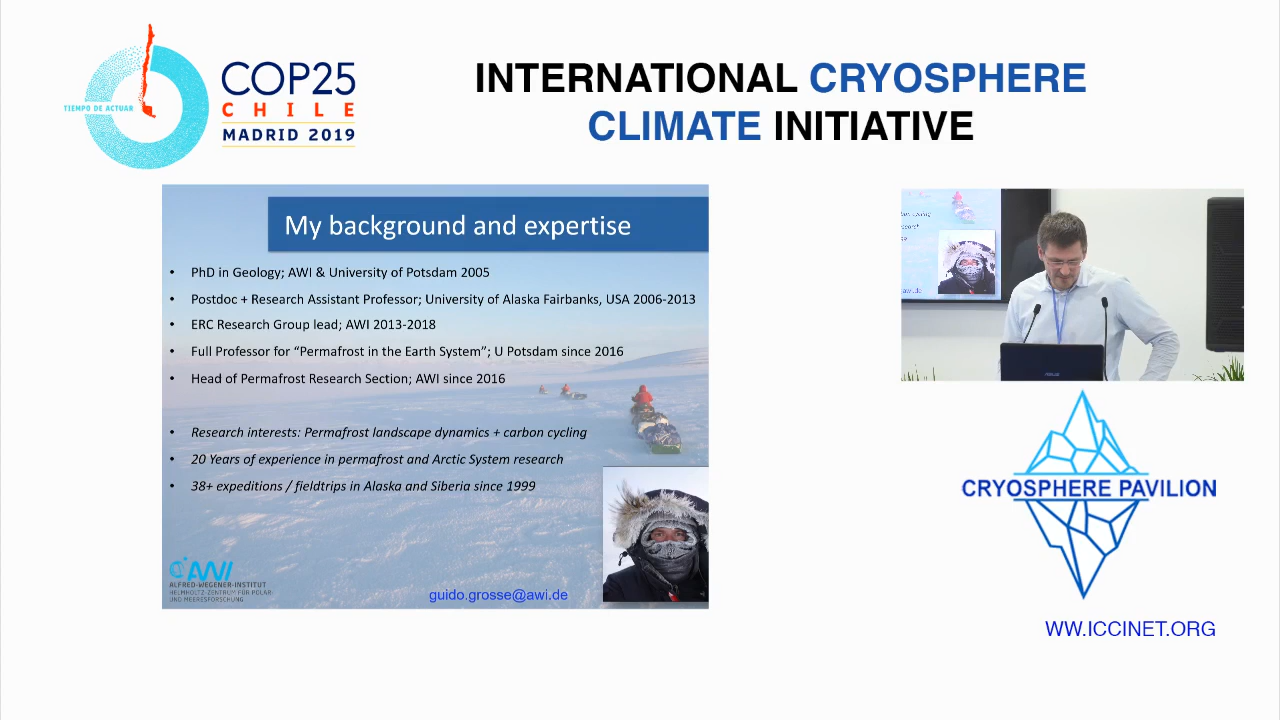 TIEMPO DE ACTUAR
COP25
CHILE
MADRID 2019
INTERNATIONAL CRYOSPHERE
CLIMATE INITIATIVE
My background and expertise
• PhD in Geology; AWI & University of Potsdam 2005
• Postdoc + Research Assistant Professor; University of Alaska Fairbanks, USA 2006-2013
• ERC Research Group lead; AWI 2013-2018
• Full Professor for “Permafrost in the Earth System”; U Potsdam since 2016
• Head of Permafrost Research Section; AWI since 2016
• Research interests: Permafrost landscape dynamics + carbon cycling
• 20 Years of experience in permafrost and Arctic System research
• 38+ expeditions / fieldtrips in Alaska and Siberia since 1999
AWI
ALFRED-WEGENER-INSTITUT
HELMHOLTZ-ZENTRUM FÜR POLAR-
UND MEERESFORSCHUNG
guido.grosse@awi.de
CRYOSPHERE PAVILION
WW.ICCINET.ORG